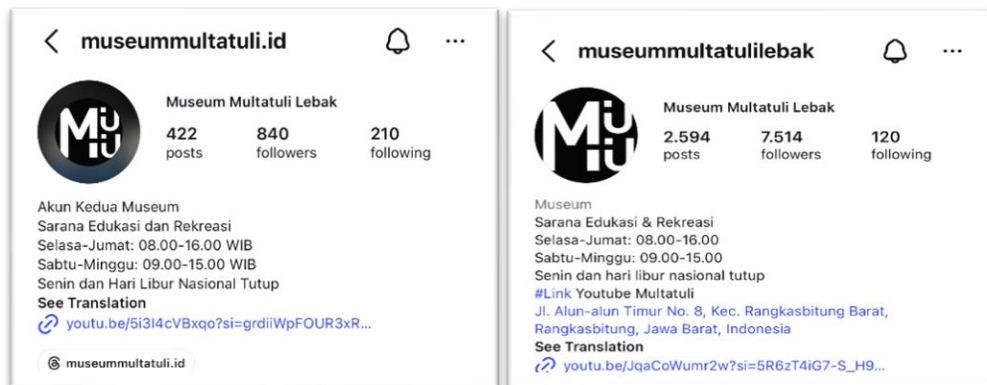 museummultatuli.id
Museum Multatuli Lebak
422 840 210
posts followers following
Akun Kedua Museum
Sarana Edukasi dan Rekreasi
Selasa-Jumat: 08.00-16.00 WIB
Sabtu-Minggu: 09.00-15.00 WIB
Senin dan Hari Libur Nasional Tutup
See Translation
youtu.be/5i3I4cVBxqo?si=grdiiWpFOUR3xR...
museummultatuli.id
museummultatulilebak
Museum Multatuli Lebak
2.594 7.514 120
posts followers following
Museum
Sarana Edukasi & Rekreasi
Selasa-Jumat: 08.00-16.00
Sabtu-Minggu: 09.00-15.00
Senin dan hari libur nasional tutup
#Link Youtube Multatuli
Jl. Alun-alun Timur No. 8, Kec. Rangkasbitung Barat,
Rangkasbitung, Jawa Barat, Indonesia
See Translation
youtu.be/JqaCoWumr2w?si=5R6zT4iG7-S_H9...